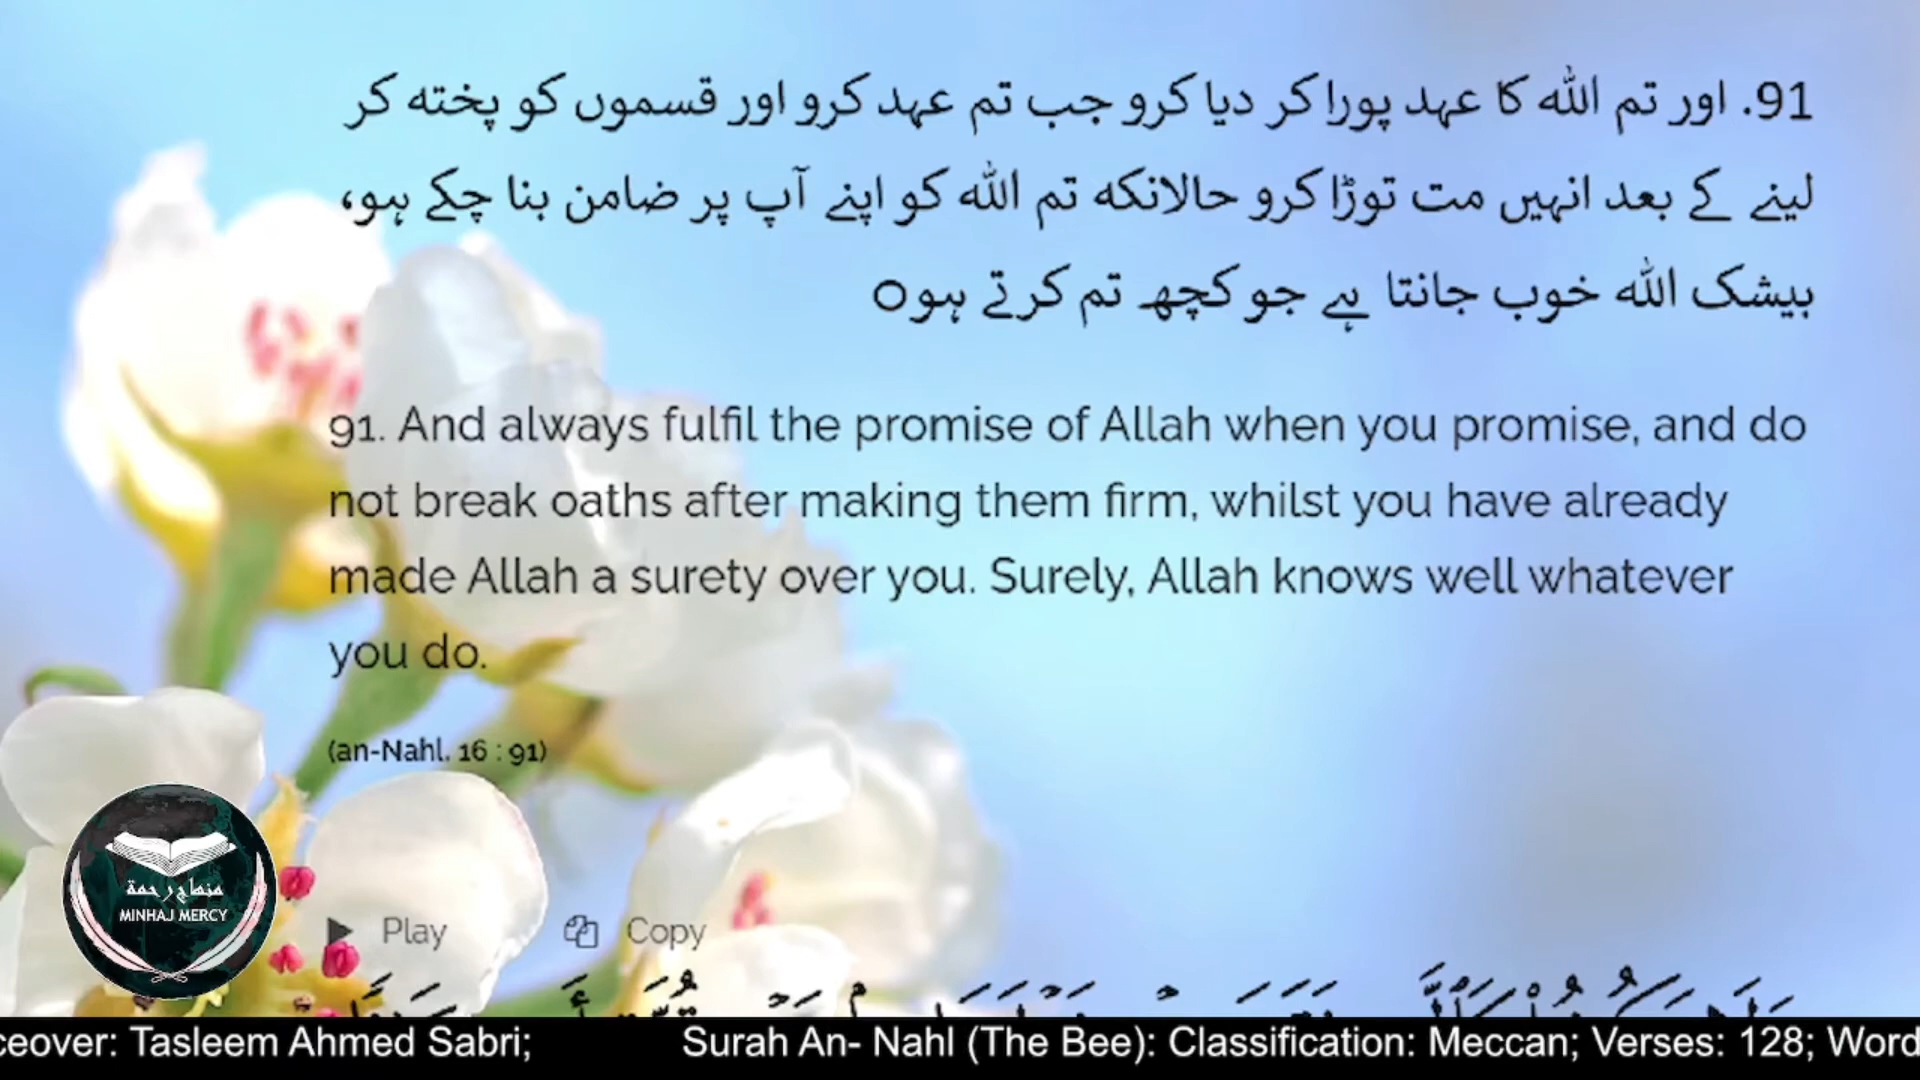 91. اور تم اللہ کا عہد پورا کر دیا کرو جب تم عہد کرو اور قسموں کو پختہ کر
لینے کے بعد انہیں مت توڑا کرو حالانکہ تم اللہ کو اپنے آپ پر ضامن بنا چکے ہو،
بیشک اللہ خوب جانتا ہے جو کچھ تم کرتے ہوo
91. And always fulfil the promise of Allah when you promise, and do
not break oaths after making them firm, whilst you have already
made Allah a surety over you. Surely, Allah knows well whatever
you do.
(an-Nahl, 16 : 91)
منهاج رحمة
MINHAJ MERCY
Play Copy
ceover: Tasleem Ahmed Sabri; Surah An- Nahl (The Bee): Classification: Meccan; Verses: 128; Word